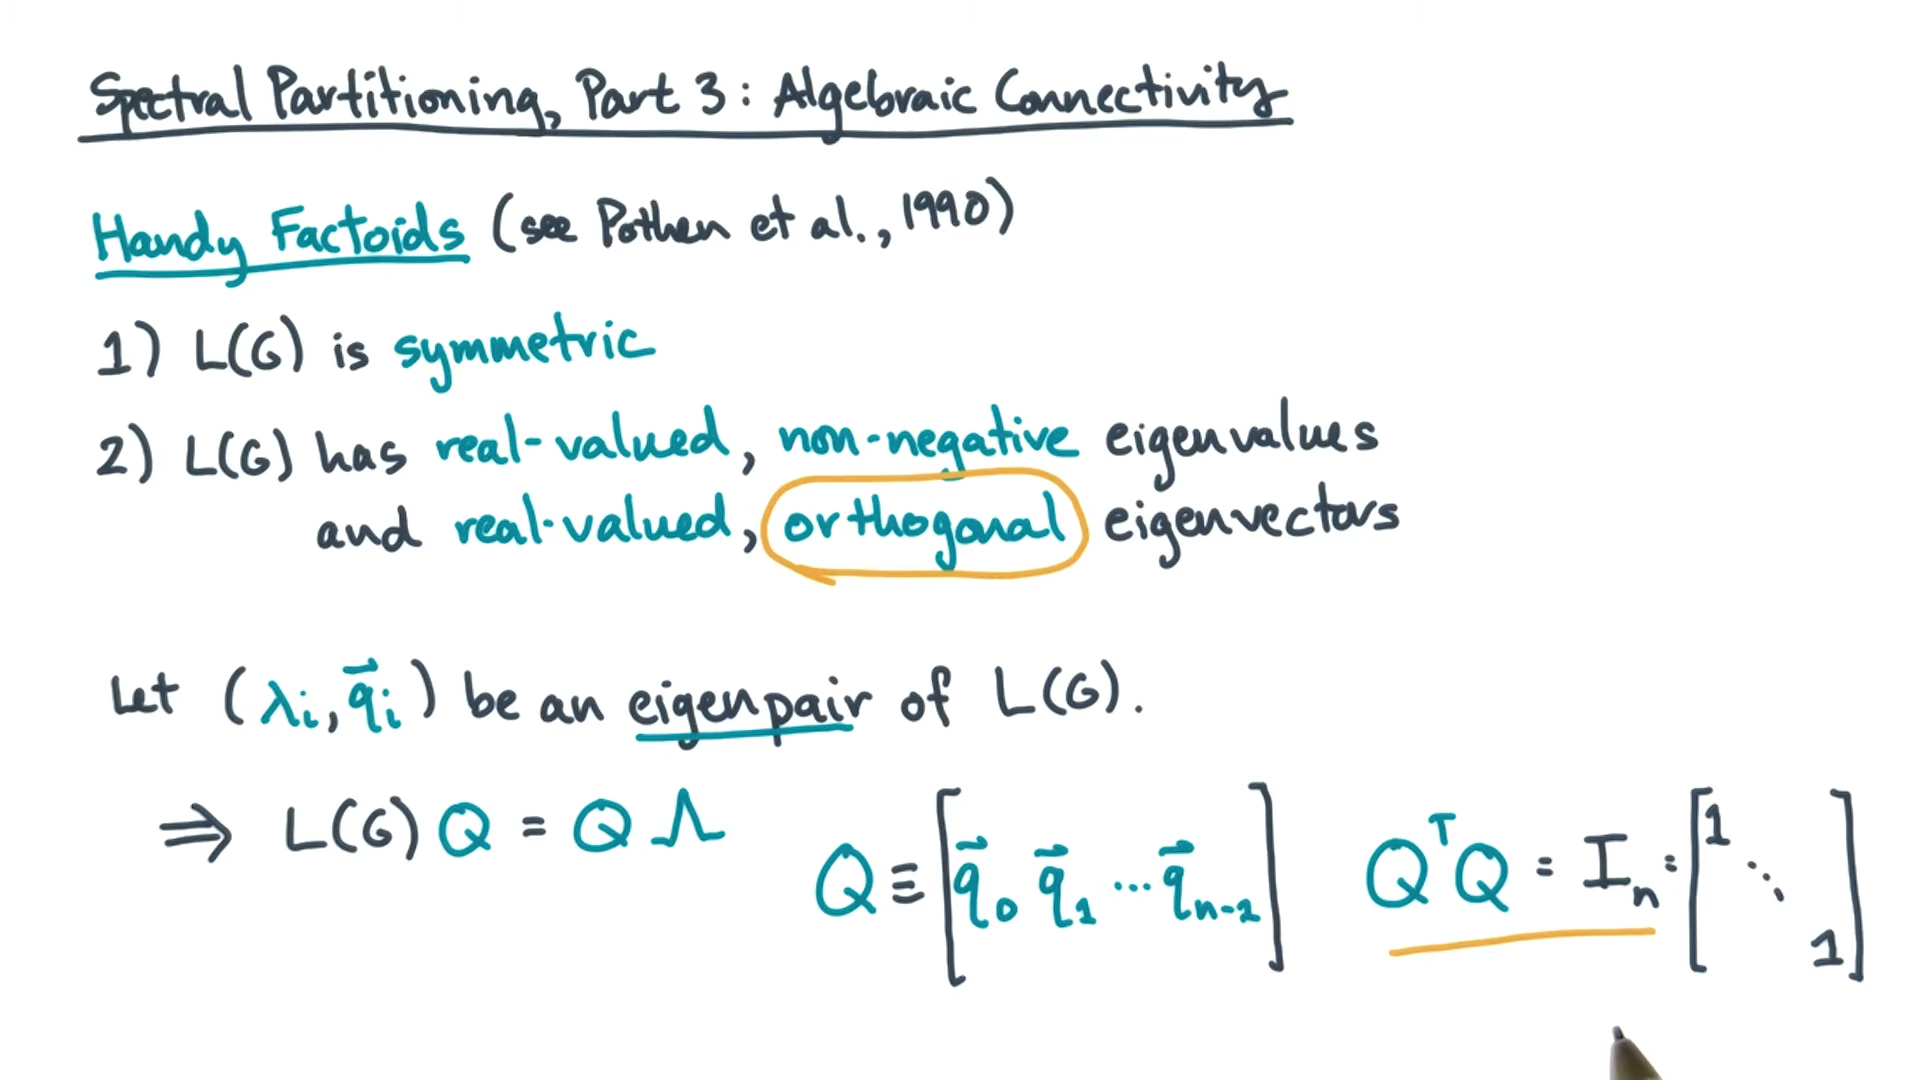 Spectral Partitioning, Part 3: Algebraic Connectivity
Handy Factoids (see Pothen et al., 1990)
1) L(G) is symmetric
2) L(G) has real-valued, non-negative eigenvalues
and real-valued, orthogonal eigenvectors
Let (λᵢ, q⃗ᵢ) be an eigenpair of L(G).
⇒ L(G) Q = Q Λ
Q ≡ [q⃗₀ q⃗₁ ⋯ q⃗ₙ₋₁]
QᵀQ = Iₙ = [1 ⋱ 1]